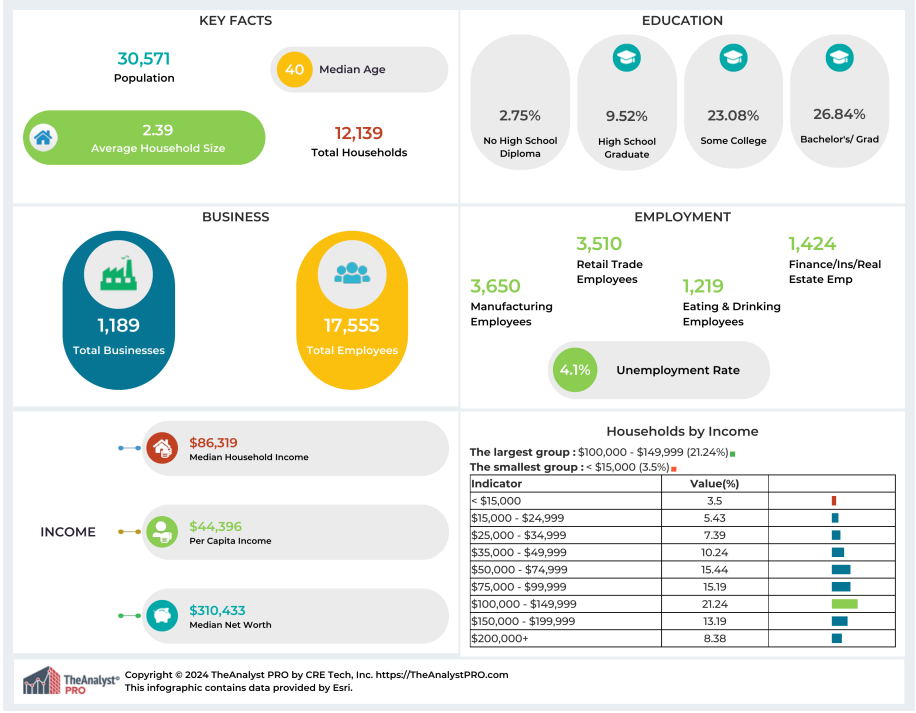 KEY FACTS
30,571
Population
40
Median Age
2.39
Average Household Size
12,139
Total Households
EDUCATION
2.75%
No High School
Diploma
9.52%
High School
Graduate
23.08%
Some College
26.84%
Bachelor's/ Grad
BUSINESS
1,189
Total Businesses
17,555
Total Employees
EMPLOYMENT
3,650
Manufacturing
Employees
3,510
Retail Trade
Employees
1,219
Eating & Drinking
Employees
1,424
Finance/Ins/Real
Estate Emp
4.1%
Unemployment Rate
INCOME
$86,319
Median Household Income
$44,396
Per Capita Income
$310,433
Median Net Worth
Households by Income
The largest group : $100,000 - $149,999 (21.24%)
The smallest group : < $15,000 (3.5%)
Indicator Value(%)
< $15,000 3.5
$15,000 - $24,999 5.43
$25,000 - $34,999 7.39
$35,000 - $49,999 10.24
$50,000 - $74,999 15.44
$75,000 - $99,999 15.19
$100,000 - $149,999 21.24
$150,000 - $199,999 13.19
$200,000+ 8.38
TheAnalyst®
PRO
Copyright © 2024 TheAnalyst PRO by CRE Tech, Inc. https://TheAnalystPRO.com
This infographic contains data provided by Esri.